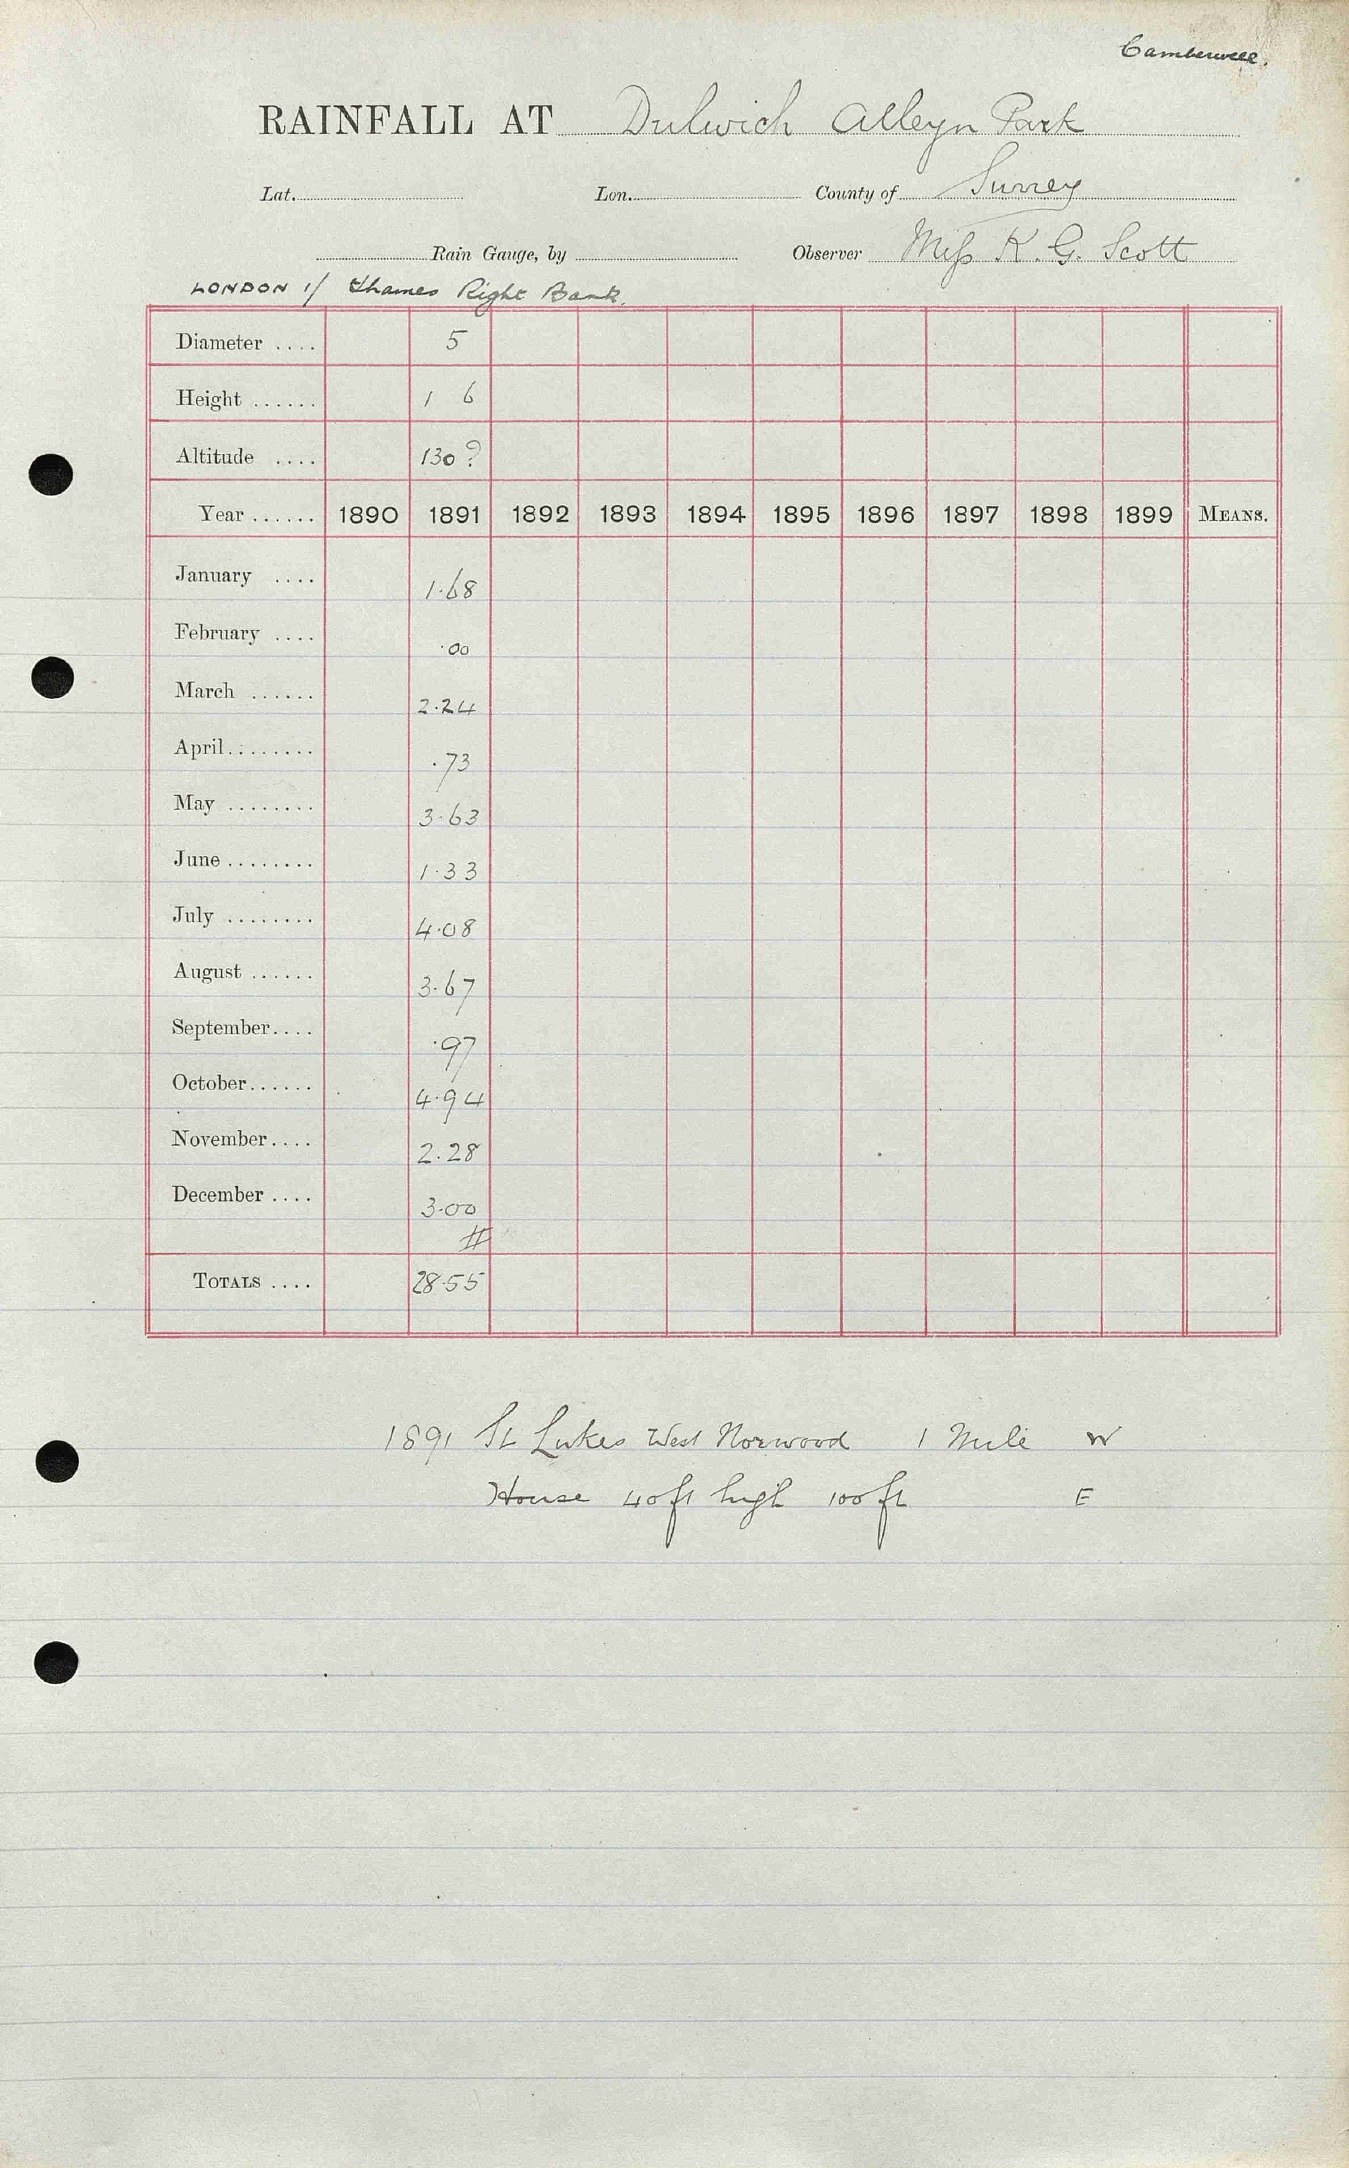 Camberwell.
RAINFALL AT Dulwich Alleyn Park
Lat. Lon. County of Surrey
Rain Gauge, by Observer Miss K. G. Scott
LONDON 1/ Thames Right Bank.
Diameter .... 5
Height ...... 1 6
Altitude .... 130?
Year ...... 1890 1891 1892 1893 1894 1895 1896 1897 1898 1899 MEANS.
January .... 1.68
February .... .00
March ...... 2.24
April........ .73
May ........ 3.63
June ........ 1.33
July ........ 4.08
August ...... 3.67
September.... .97
October...... 4.94
November.... 2.28
December .... 3.00
#
TOTALS .... 28.55
1891 St Lukes West Norwood 1 Mile W
House 40ft high 100 ft E